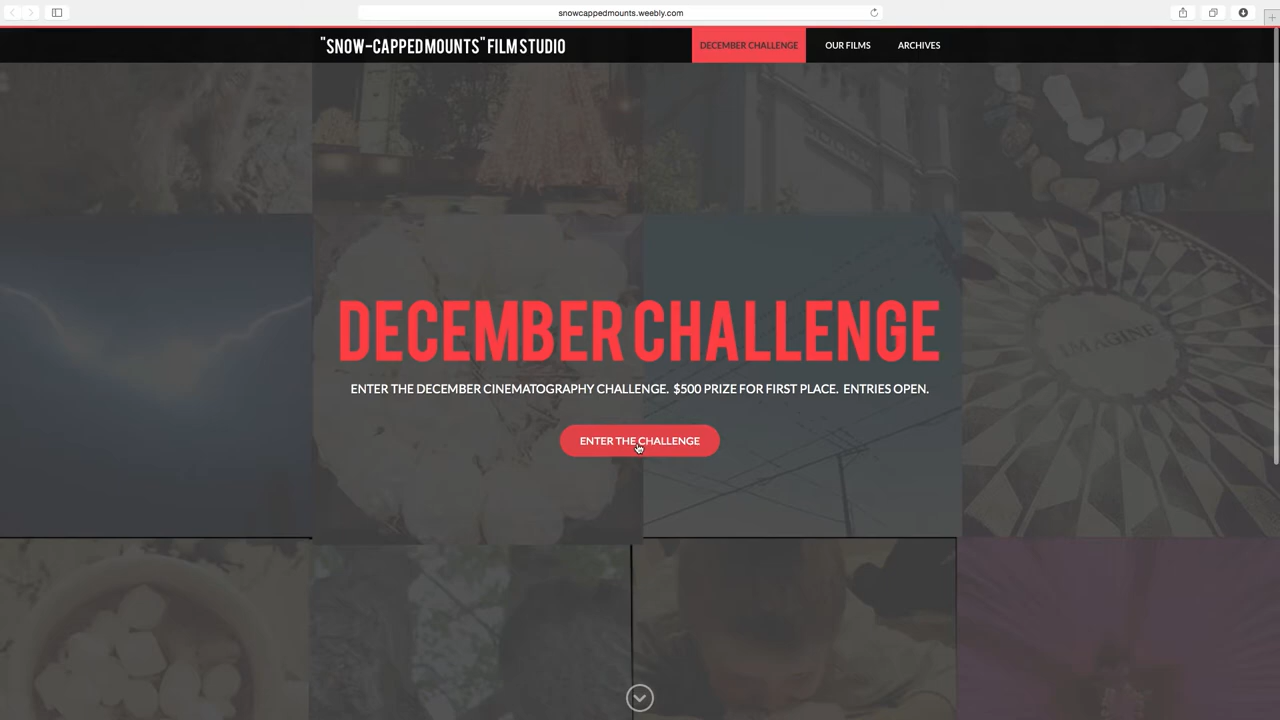 snowcappedmounts.weebly.com
"SNOW-CAPPED MOUNTS" FILM STUDIO
DECEMBER CHALLENGE
OUR FILMS
ARCHIVES
DECEMBER CHALLENGE
ENTER THE DECEMBER CINEMATOGRAPHY CHALLENGE. $500 PRIZE FOR FIRST PLACE. ENTRIES OPEN.
IMAGINE
ENTER THE CHALLENGE